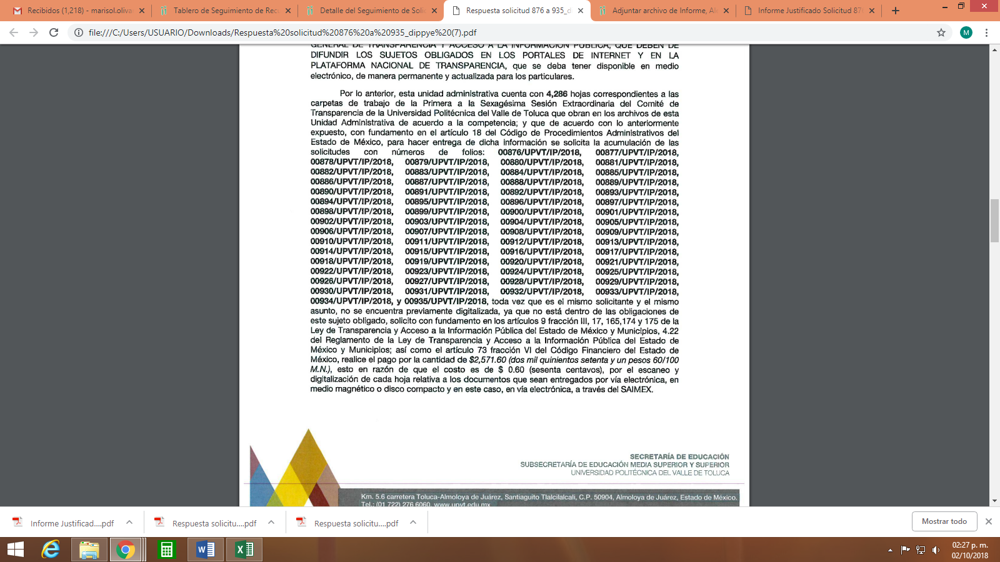 Recibidos (1,218) - marisol.oliva
Tablero de Seguimiento de Recu
Detalle del Seguimiento de Solic
Respuesta solicitud 876 a 935_d
Adjuntar archivo de Informe, Al
Informe Justificado Solicitud 87
file:///C:/Users/USUARIO/Downloads/Respuesta%20solicitud%20876%20a%20935_dippye%20(7).pdf
M
GENERAL DE TRANSPARENCIA Y ACCESO A LA INFORMACIÓN PÚBLICA, QUE DEBEN DE
DIFUNDIR LOS SUJETOS OBLIGADOS EN LOS PORTALES DE INTERNET Y EN LA
PLATAFORMA NACIONAL DE TRANSPARENCIA, que se deba tener disponible en medio
electrónico, de manera permanente y actualizada para los particulares.
Por lo anterior, esta unidad administrativa cuenta con 4,286 hojas correspondientes a las
carpetas de trabajo de la Primera a la Sexagésima Sesión Extraordinaria del Comité de
Transparencia de la Universidad Politécnica del Valle de Toluca que obran en los archivos de esta
Unidad Administrativa de acuerdo a la competencia; y que de acuerdo con lo anteriormente
expuesto, con fundamento en el artículo 18 del Código de Procedimientos Administrativos del
Estado de México, para hacer entrega de dicha información se solicita la acumulación de las
solicitudes con números de folios: 00876/UPVT/IP/2018, 00877/UPVT/IP/2018,
00878/UPVT/IP/2018, 00879/UPVT/IP/2018, 00880/UPVT/IP/2018, 00881/UPVT/IP/2018,
00882/UPVT/IP/2018, 00883/UPVT/IP/2018, 00884/UPVT/IP/2018, 00885/UPVT/IP/2018,
00886/UPVT/IP/2018, 00887/UPVT/IP/2018, 00888/UPVT/IP/2018, 00889/UPVT/IP/2018,
00890/UPVT/IP/2018, 00891/UPVT/IP/2018, 00892/UPVT/IP/2018, 00893/UPVT/IP/2018,
00894/UPVT/IP/2018, 00895/UPVT/IP/2018, 00896/UPVT/IP/2018, 00897/UPVT/IP/2018,
00898/UPVT/IP/2018, 00899/UPVT/IP/2018, 00900/UPVT/IP/2018, 00901/UPVT/IP/2018,
00902/UPVT/IP/2018, 00903/UPVT/IP/2018, 00904/UPVT/IP/2018, 00905/UPVT/IP/2018,
00906/UPVT/IP/2018, 00907/UPVT/IP/2018, 00908/UPVT/IP/2018, 00909/UPVT/IP/2018,
00910/UPVT/IP/2018, 00911/UPVT/IP/2018, 00912/UPVT/IP/2018, 00913/UPVT/IP/2018,
00914/UPVT/IP/2018, 00915/UPVT/IP/2018, 00916/UPVT/IP/2018, 00917/UPVT/IP/2018,
00918/UPVT/IP/2018, 00919/UPVT/IP/2018, 00920/UPVT/IP/2018, 00921/UPVT/IP/2018,
00922/UPVT/IP/2018, 00923/UPVT/IP/2018, 00924/UPVT/IP/2018, 00925/UPVT/IP/2018,
00926/UPVT/IP/2018, 00927/UPVT/IP/2018, 00928/UPVT/IP/2018, 00929/UPVT/IP/2018,
00930/UPVT/IP/2018, 00931/UPVT/IP/2018, 00932/UPVT/IP/2018, 00933/UPVT/IP/2018,
00934/UPVT/IP/2018, y 00935/UPVT/IP/2018, toda vez que es el mismo solicitante y el mismo
asunto, no se encuentra previamente digitalizada, ya que no está dentro de las obligaciones de
este sujeto obligado, solicito con fundamento en los artículos 9 fracción III, 17, 165,174 y 175 de la
Ley de Transparencia y Acceso a la Información Pública del Estado de México y Municipios, 4.22
del Reglamento de la Ley de Transparencia y Acceso a la Información Pública del Estado de
México y Municipios; así como el artículo 73 fracción VI del Código Financiero del Estado de
México, realice el pago por la cantidad de $2,571.60 (dos mil quinientos setenta y un pesos 60/100
M.N.), esto en razón de que el costo es de $ 0.60 (sesenta centavos), por el escaneo y
digitalización de cada hoja relativa a los documentos que sean entregados por vía electrónica, en
medio magnético o disco compacto y en este caso, en vía electrónica, a través del SAIMEX.
SECRETARÍA DE EDUCACIÓN
SUBSECRETARÍA DE EDUCACIÓN MEDIA SUPERIOR Y SUPERIOR
UNIVERSIDAD POLITÉCNICA DEL VALLE DE TOLUCA
Km. 5.6 carretera Toluca-Almoloya de Juárez, Santiaguito Tlalcilalcali, C.P. 50904, Almoloya de Juárez, Estado de México.
Tel.: (01 722) 276 6060, www.upvt.edu.mx
Informe Justificad....pdf
Respuesta solicitu....pdf
Respuesta solicitu....pdf
Mostrar todo
02:27 p. m.
02/10/2018